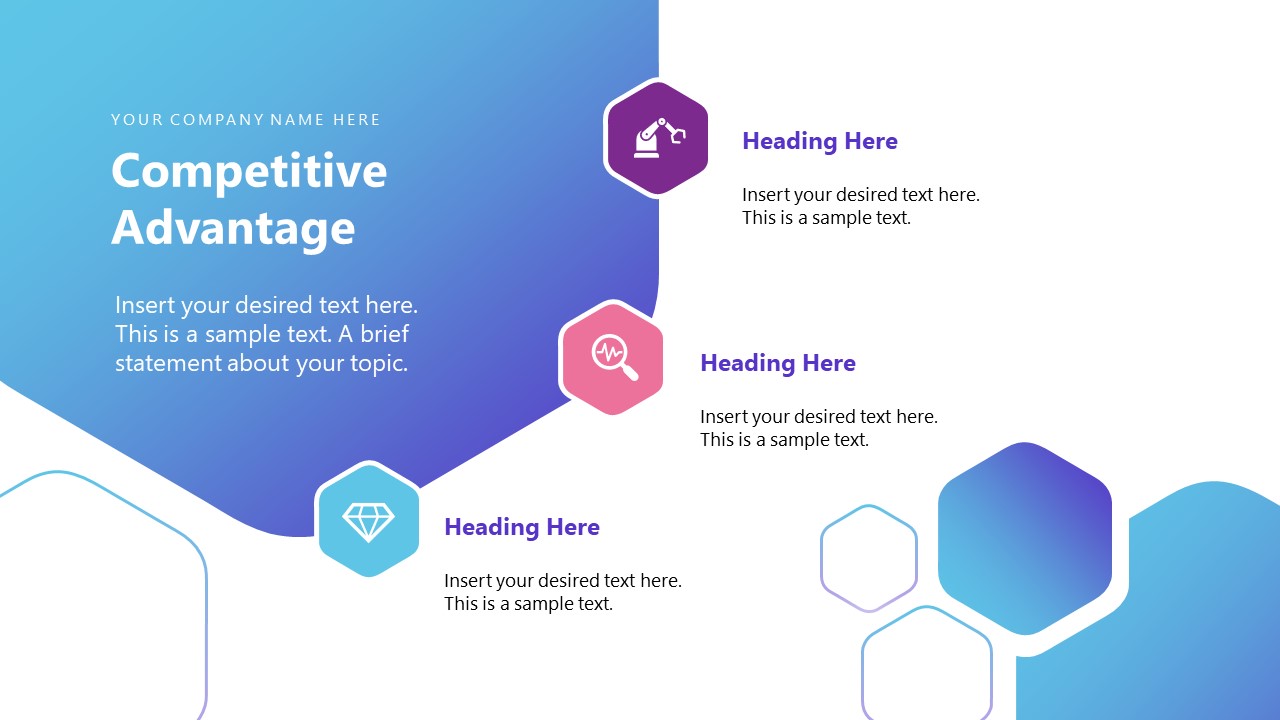 YOUR COMPANY NAME HERE
Competitive
Advantage
Insert your desired text here.
This is a sample text. A brief
statement about your topic.
Heading Here
Insert your desired text here.
This is a sample text.
Heading Here
Insert your desired text here.
This is a sample text.
Heading Here
Insert your desired text here.
This is a sample text.